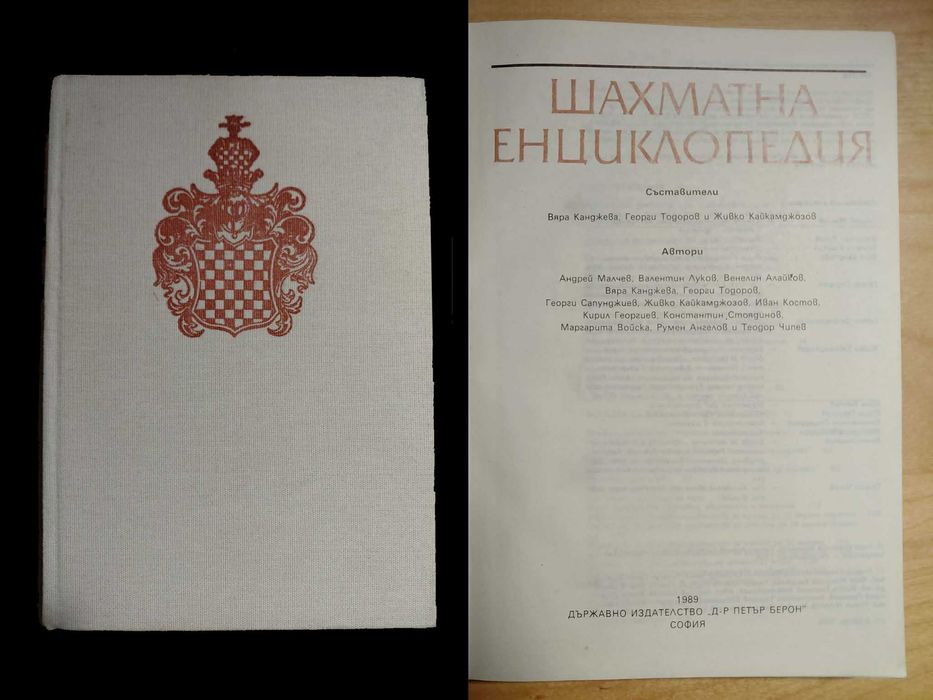 ШАХМАТНА
ЕНЦИКЛОПЕДИЯ
Съставители
Вяра Канджева, Георги Тодоров и Живко Кайкамджозов
Автори
Андрей Малчев, Валентин Луков, Венелин Алайков,
Вяра Канджева, Георги Тодоров,
Георги Сапунджиев, Живко Кайкамджозов, Иван Костов,
Кирил Георгиев, Константин Стоядинов,
Маргарита Войска, Румен Ангелов и Теодор Чипев
1989
ДЪРЖАВНО ИЗДАТЕЛСТВО „Д-Р ПЕТЪР БЕРОН"
СОФИЯ